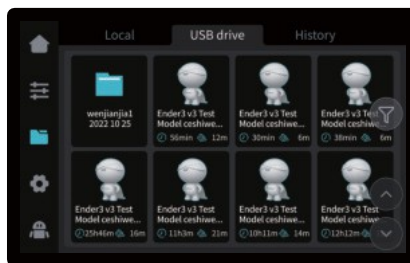 Local USB drive History
wenjianjia1
2022 10 25
Ender3 v3 Test
Model ceshiwe...
56min 12m
Ender3 v3 Test
Model ceshiwe...
30min 6m
Ender3 v3 Test
Model ceshiwe...
38min 6m
Ender3 v3 Test
Model ceshiwe...
25h46m 16m
Ender3 v3 Test
Model ceshiwe...
11h3m 21m
Ender3 v3 Test
Model ceshiwe...
10h11m 14m
Ender3 v3 Test
Model ceshiwe...
12h12m